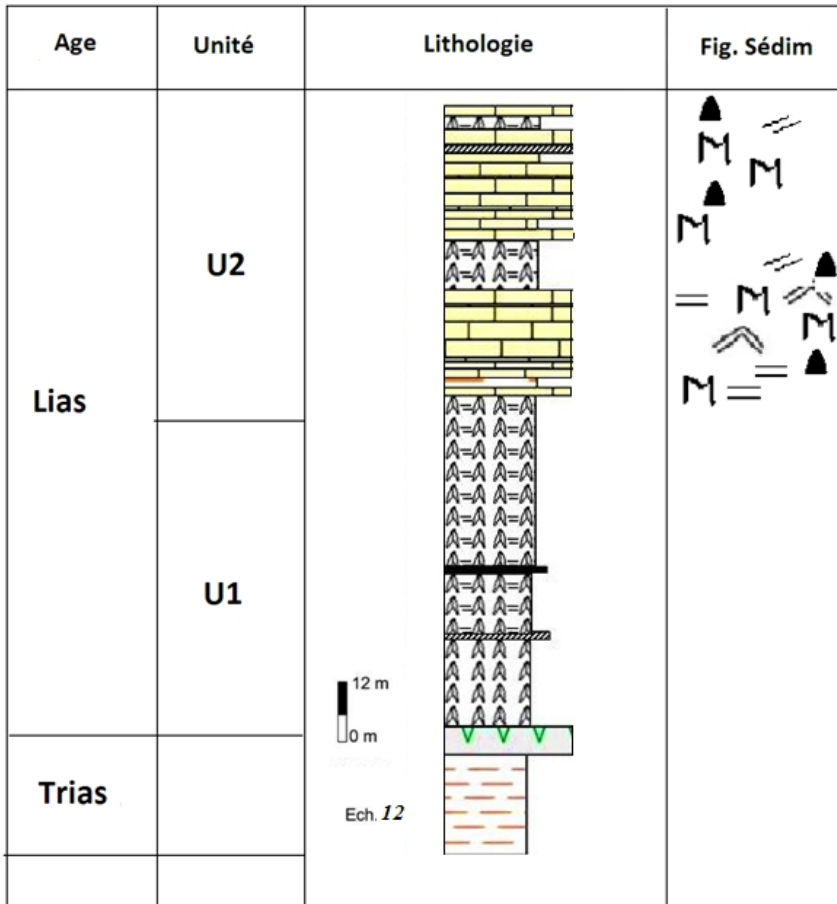 Age Unité Lithologie Fig. Sédim
U2
Lias
U1
12 m
0 m
Trias
Ech. 12